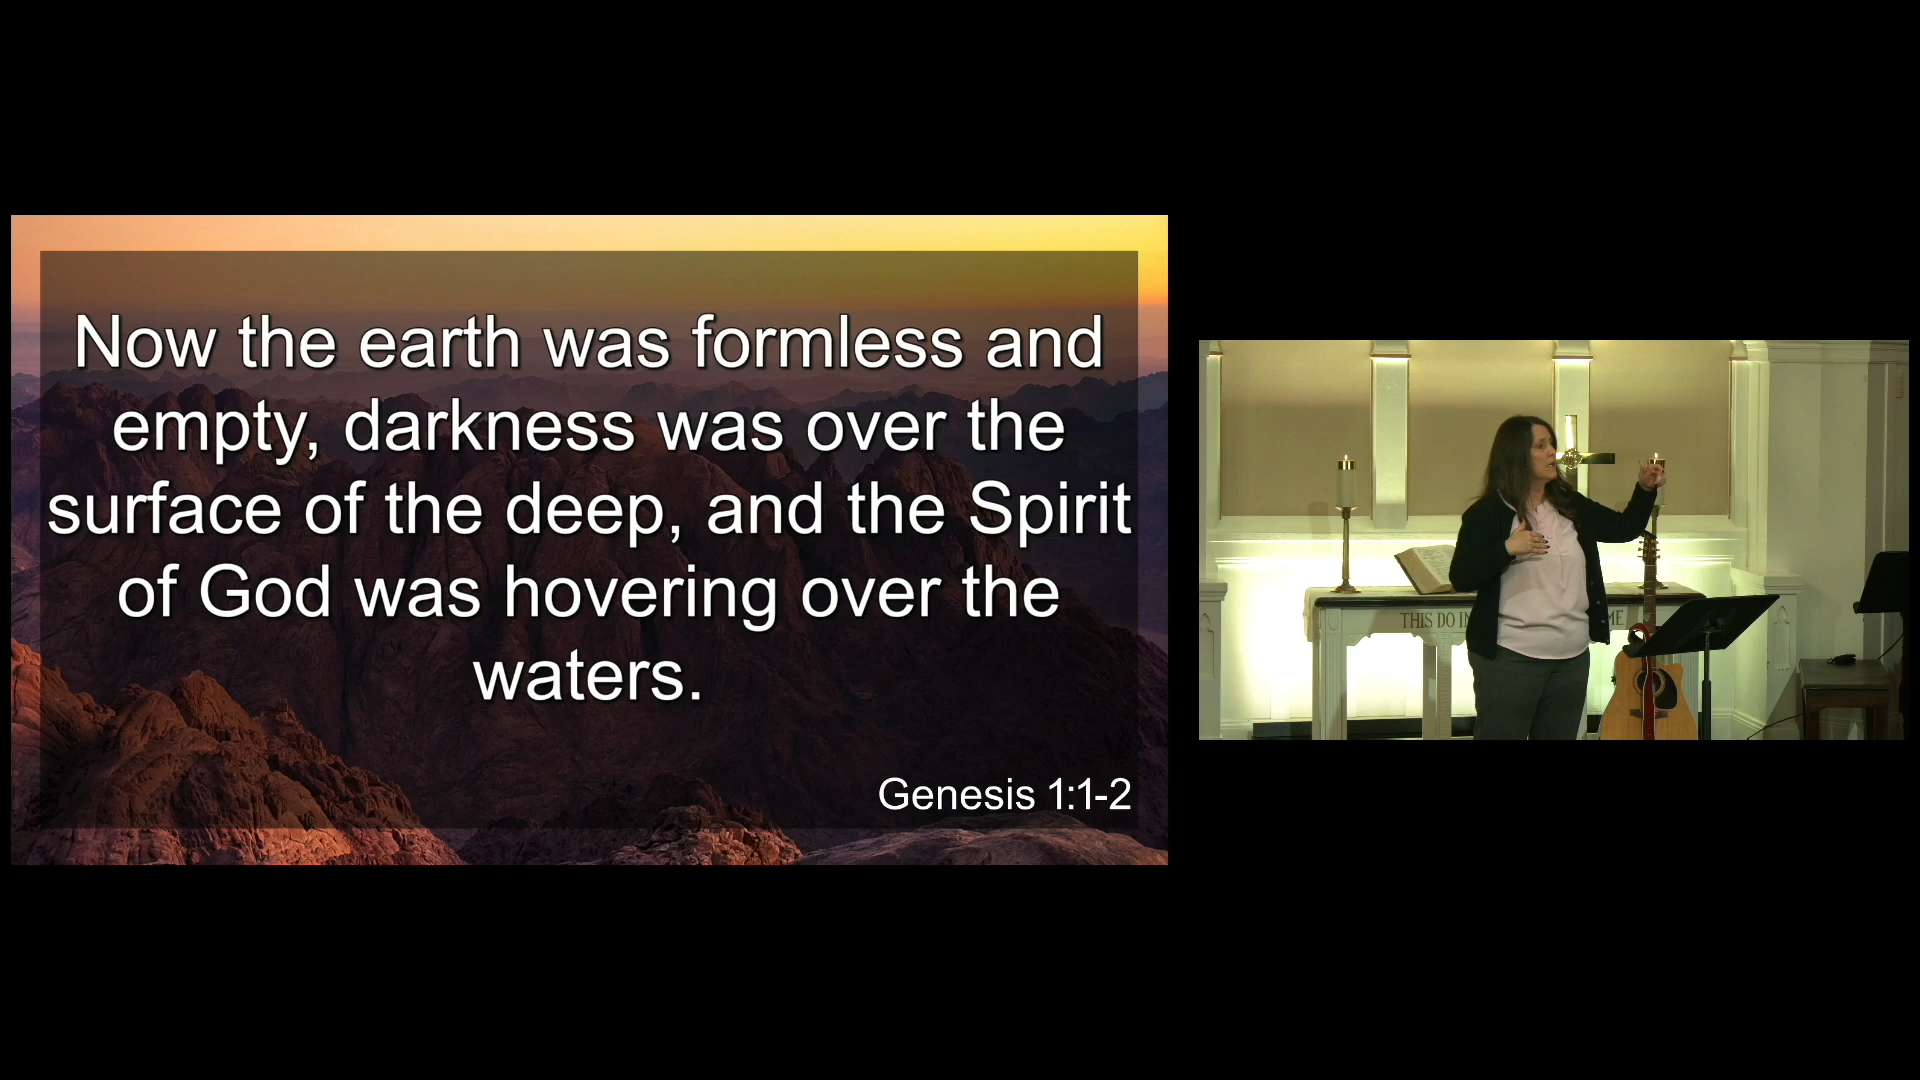 Now the earth was formless and
empty, darkness was over the
surface of the deep, and the Spirit
of God was hovering over the
waters.
Genesis 1:1-2
THIS DO IN
ME